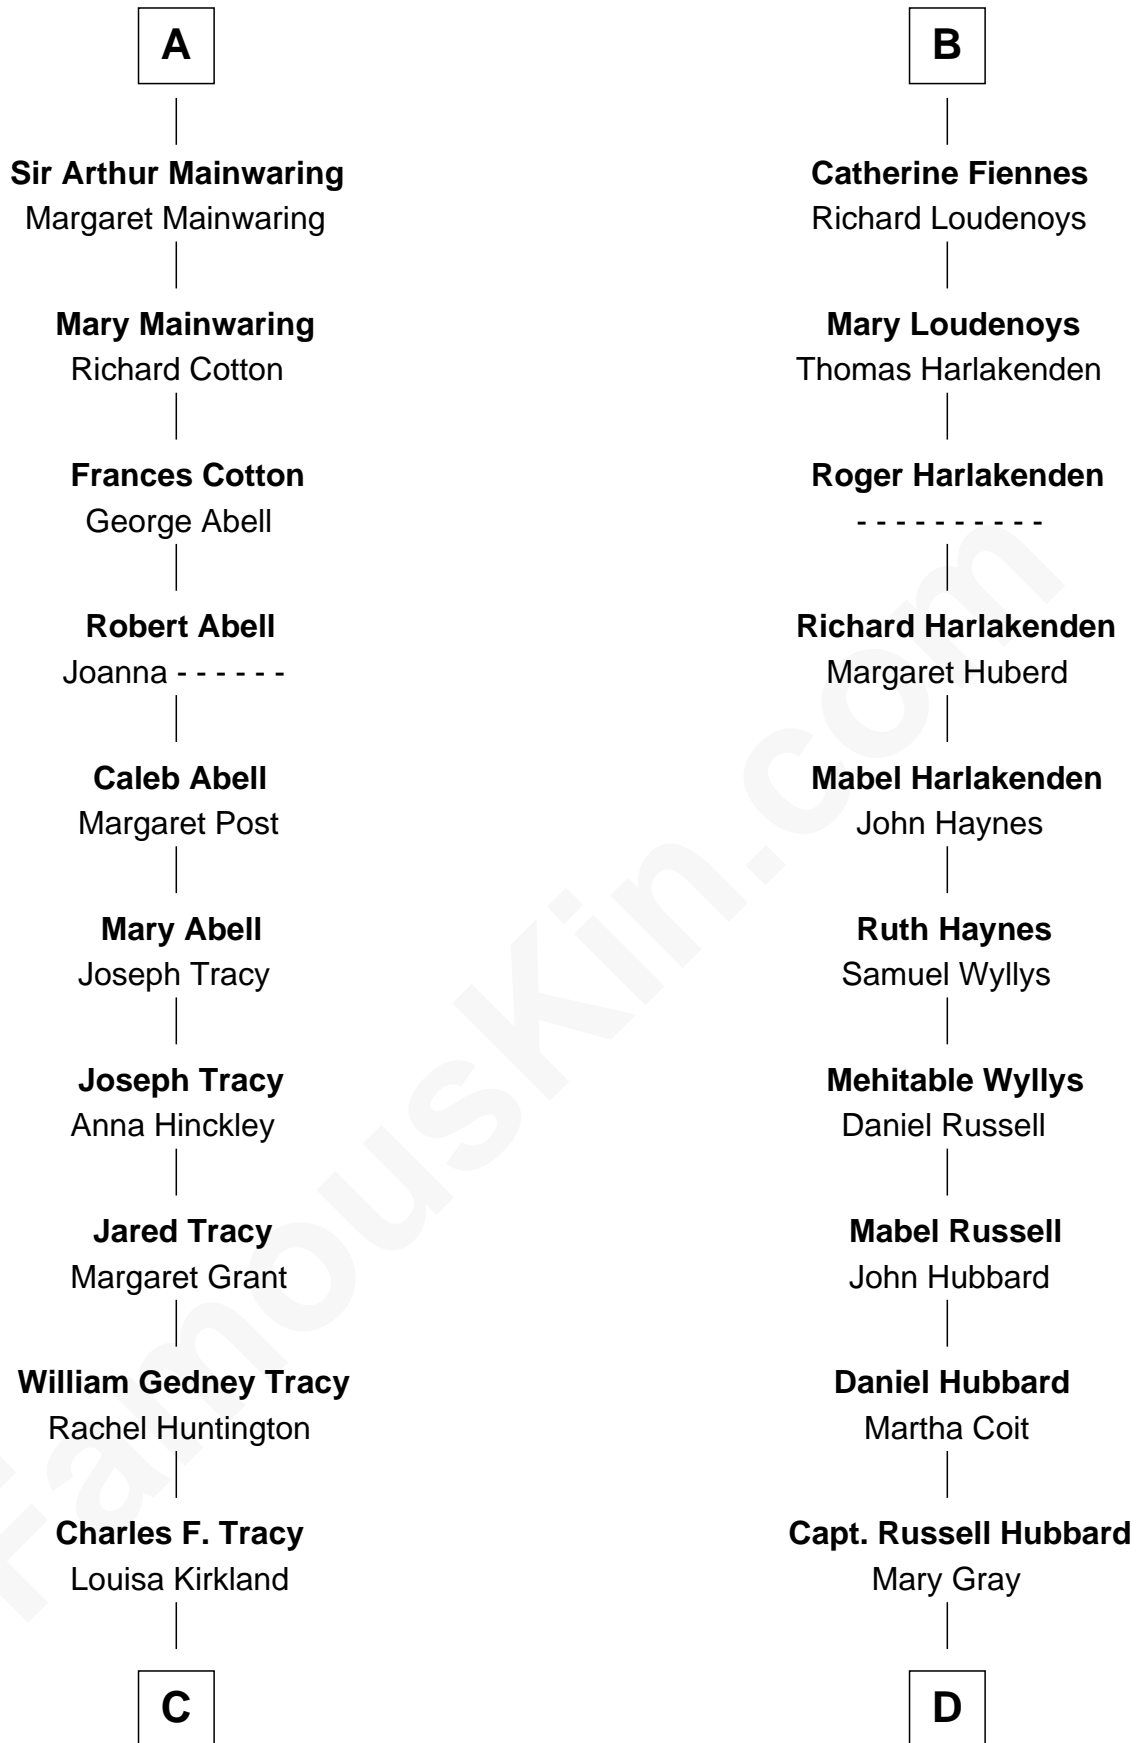 A
Sir Arthur Mainwaring
Margaret Mainwaring
Mary Mainwaring
Richard Cotton
Frances Cotton
George Abell
Robert Abell
Joanna - - - - - -
Caleb Abell
Margaret Post
Mary Abell
Joseph Tracy
Joseph Tracy
Anna Hinckley
Jared Tracy
Margaret Grant
William Gedney Tracy
Rachel Huntington
Charles F. Tracy
Louisa Kirkland
C
B
Catherine Fiennes
Richard Loudenoys
Mary Loudenoys
Thomas Harlakenden
Roger Harlakenden
- - - - - - - - - -
Richard Harlakenden
Margaret Huberd
Mabel Harlakenden
John Haynes
Ruth Haynes
Samuel Wyllys
Mehitable Wyllys
Daniel Russell
Mabel Russell
John Hubbard
Daniel Hubbard
Martha Coit
Capt. Russell Hubbard
Mary Gray
D
FamousKin.com